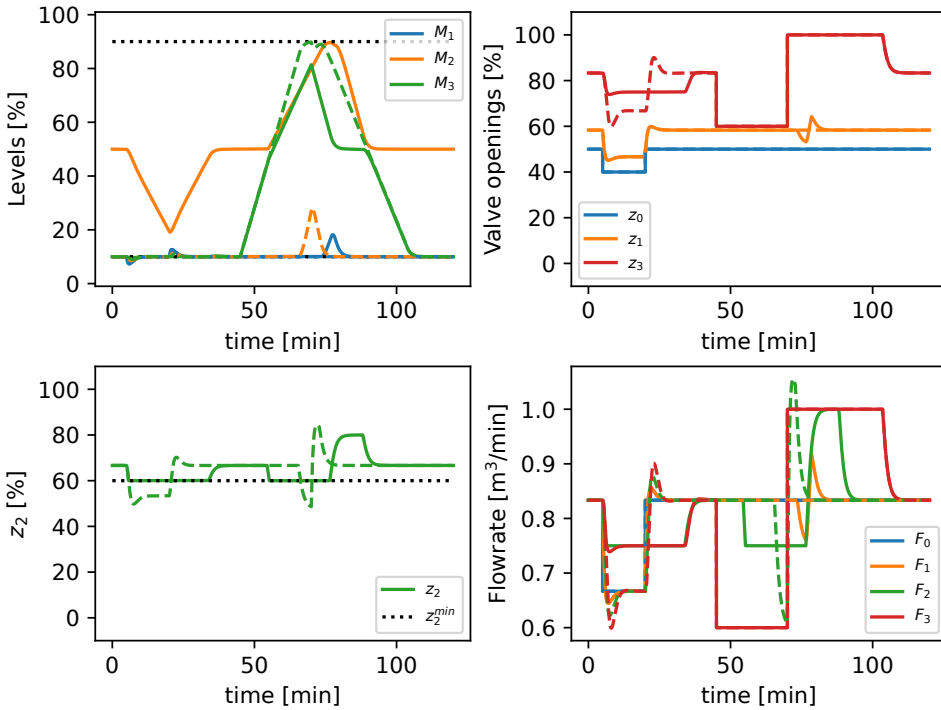 Levels [%]
100
80
60
40
20
0
M₁
M₂
M₃
0
50
100
time [min]
Valve openings [%]
100
80
60
40
20
0
z₀
z₁
z₃
0
50
100
time [min]
z₂ [%]
100
80
60
40
20
0
z₂
z₂ᵐⁱⁿ
0
50
100
time [min]
Flowrate [m³/min]
1.0
0.9
0.8
0.7
0.6
F₀
F₁
F₂
F₃
0
50
100
time [min]